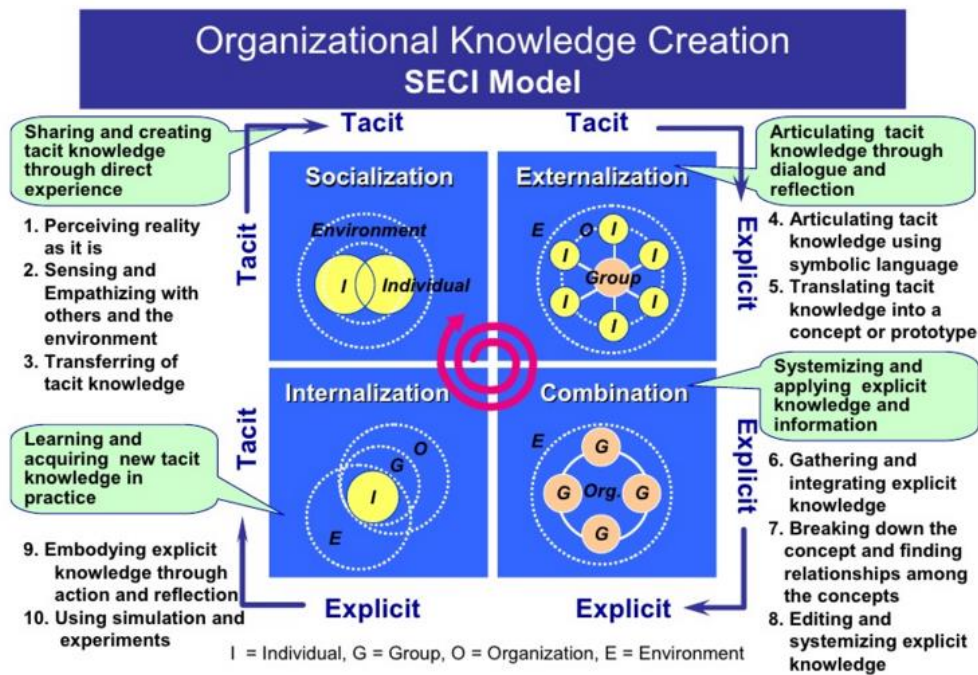 Organizational Knowledge Creation
SECI Model
Sharing and creating
tacit knowledge
through direct
experience
Tacit
Tacit
Articulating tacit
knowledge through
dialogue and
reflection
1. Perceiving reality
as it is
2. Sensing and
Empathizing with
others and the
environment
3. Transferring of
tacit knowledge
Tacit
Socialization
Environment
I
Individual
Externalization
E
O
I
I
I
Group
I
I
I
Explicit
4. Articulating tacit
knowledge using
symbolic language
5. Translating tacit
knowledge into a
concept or prototype
Learning and
acquiring new tacit
knowledge in
practice
Tacit
Internalization
O
G
I
E
Combination
E
G
G
Org.
G
G
Explicit
Systemizing and
applying explicit
knowledge and
information
6. Gathering and
integrating explicit
knowledge
7. Breaking down the
concept and finding
relationships among
the concepts
8. Editing and
systemizing explicit
knowledge
9. Embodying explicit
knowledge through
action and reflection
10. Using simulation and
experiments
Explicit
Explicit
I = Individual, G = Group, O = Organization, E = Environment